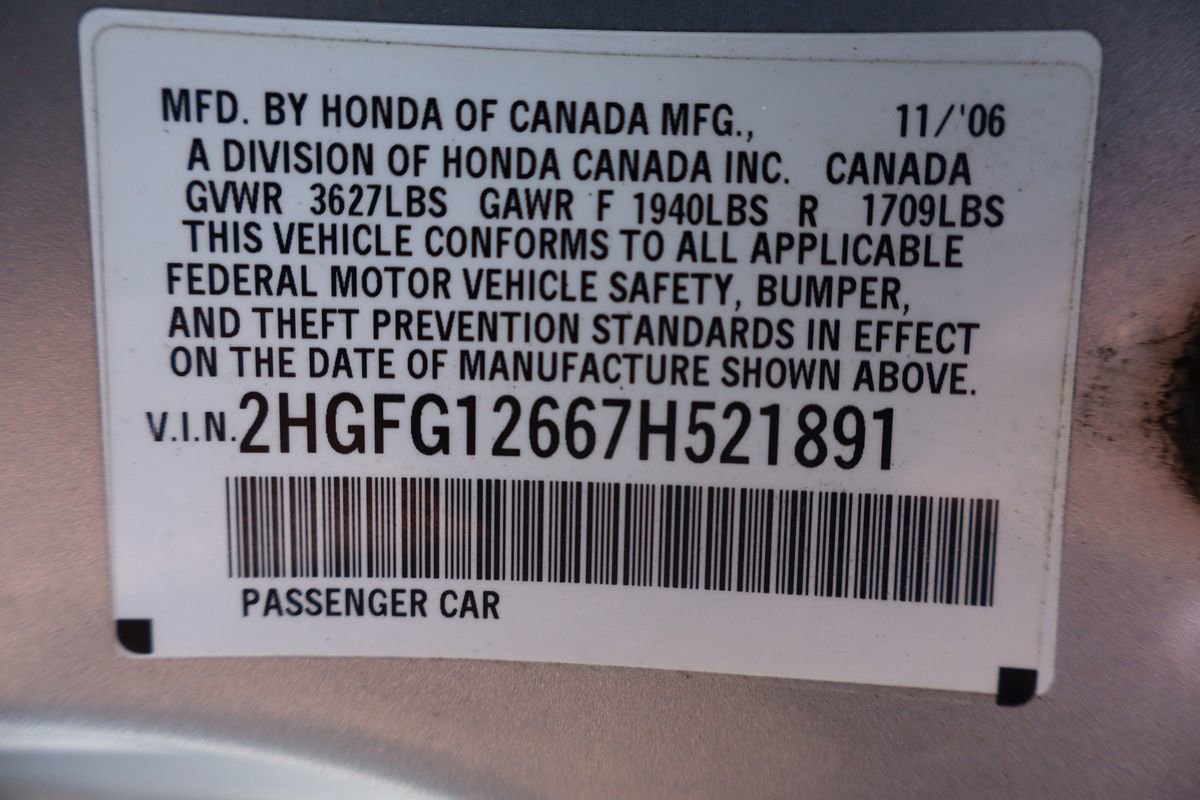 MFD. BY HONDA OF CANADA MFG., 11/'06
A DIVISION OF HONDA CANADA INC. CANADA
GVWR 3627LBS GAWR F 1940LBS R 1709LBS
THIS VEHICLE CONFORMS TO ALL APPLICABLE
FEDERAL MOTOR VEHICLE SAFETY, BUMPER,
AND THEFT PREVENTION STANDARDS IN EFFECT
ON THE DATE OF MANUFACTURE SHOWN ABOVE.
V.I.N. 2HGFG12667H521891
PASSENGER CAR